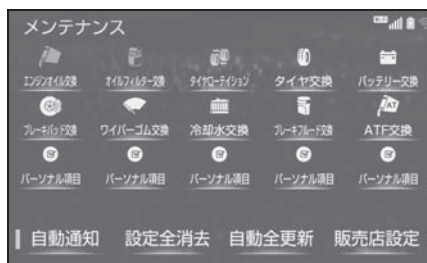 メンテナンス
エンジンオイル交換 オイルフィルター交換 タイヤローテイション タイヤ交換 バッテリー交換
ブレーキパッド交換 ワイパーゴム交換 冷却水交換 ブレーキフルード交換 ATF交換
パーソナル項目 パーソナル項目 パーソナル項目 パーソナル項目 パーソナル項目
自動通知 設定全消去 自動全更新 販売店設定